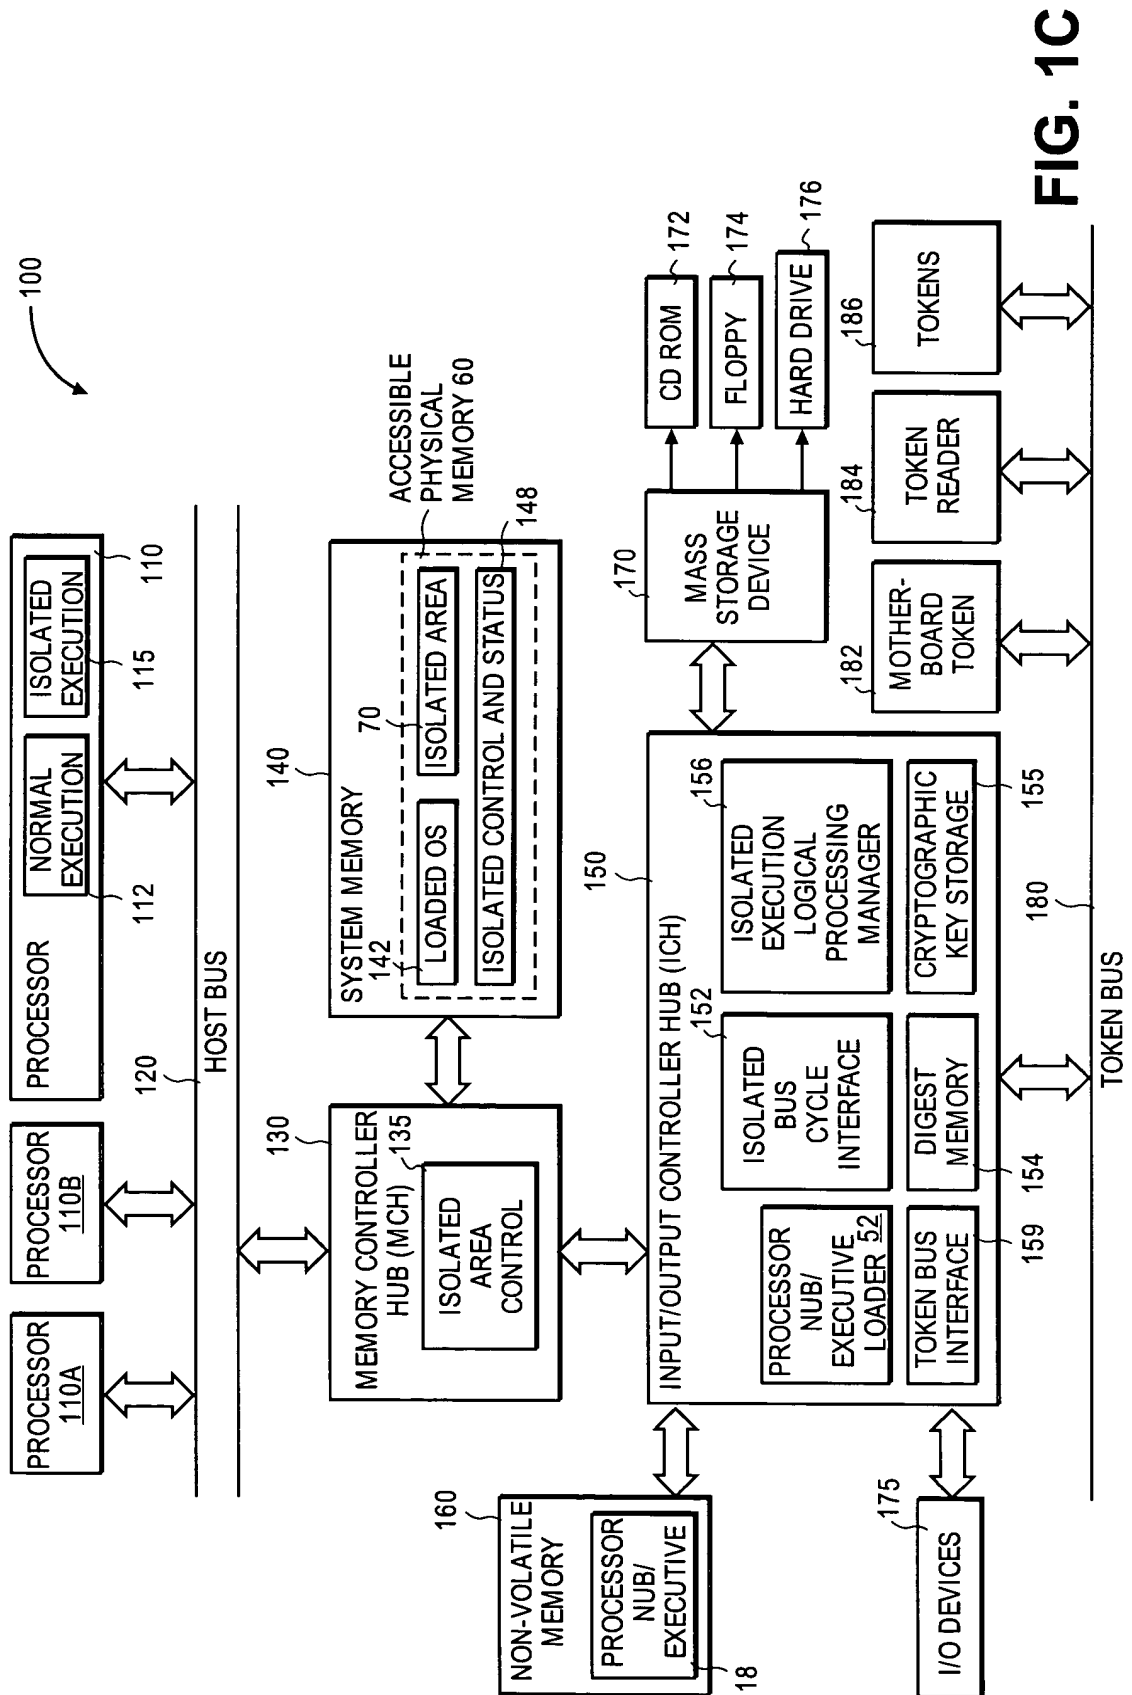 100
PROCESSOR
110A
PROCESSOR
110B
PROCESSOR
NORMAL
EXECUTION
112
ISOLATED
EXECUTION
115
110
120
HOST BUS
130
MEMORY CONTROLLER
HUB (MCH)
135
ISOLATED
AREA
CONTROL
140
SYSTEM MEMORY
142
LOADED OS
70
ISOLATED AREA
ISOLATED CONTROL AND STATUS
148
ACCESSIBLE
PHYSICAL
MEMORY 60
160
NON-VOLATILE
MEMORY
PROCESSOR
NUB/
EXECUTIVE
18
150
INPUT/OUTPUT CONTROLLER HUB (ICH)
PROCESSOR
NUB/
EXECUTIVE
LOADER 52
152
ISOLATED
BUS
CYCLE
INTERFACE
156
ISOLATED
EXECUTION
LOGICAL
PROCESSING
MANAGER
TOKEN BUS
INTERFACE
159
DIGEST
MEMORY
154
CRYPTOGRAPHIC
KEY STORAGE
155
170
MASS
STORAGE
DEVICE
CD ROM
172
FLOPPY
174
HARD DRIVE
176
175
I/O DEVICES
182
MOTHER-
BOARD
TOKEN
184
TOKEN
READER
186
TOKENS
180
TOKEN BUS
FIG. 1C